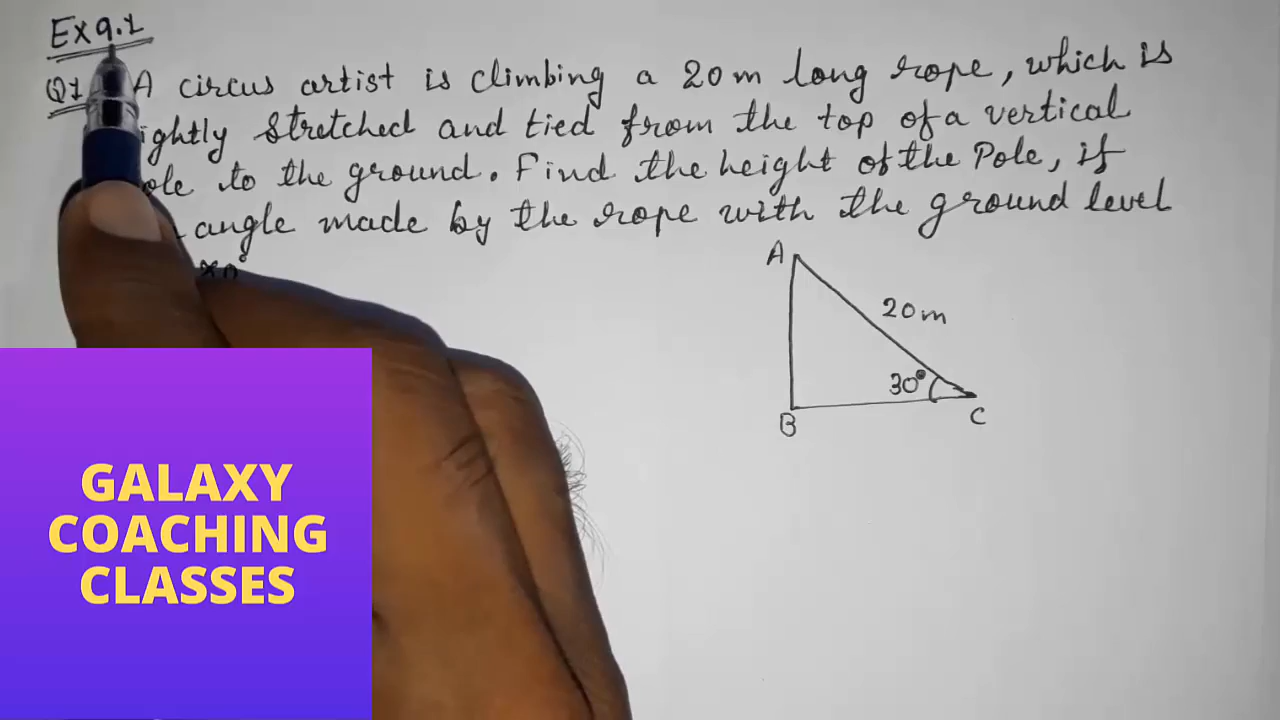 Ex 9.1
Q1 A circus artist is climbing a 20m long rope, which is
ightly stretched and tied from the top of a vertical
ole to the ground. Find the height of the Pole, if
angle made by the rope with the ground level
A
20m
30°
B
C
GALAXY
COACHING
CLASSES